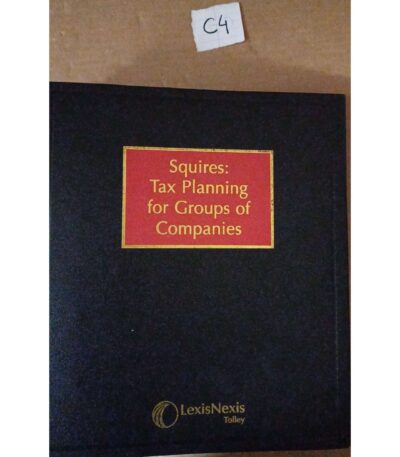 C4
Squires:
Tax Planning
for Groups of
Companies
LexisNexis
Tolley